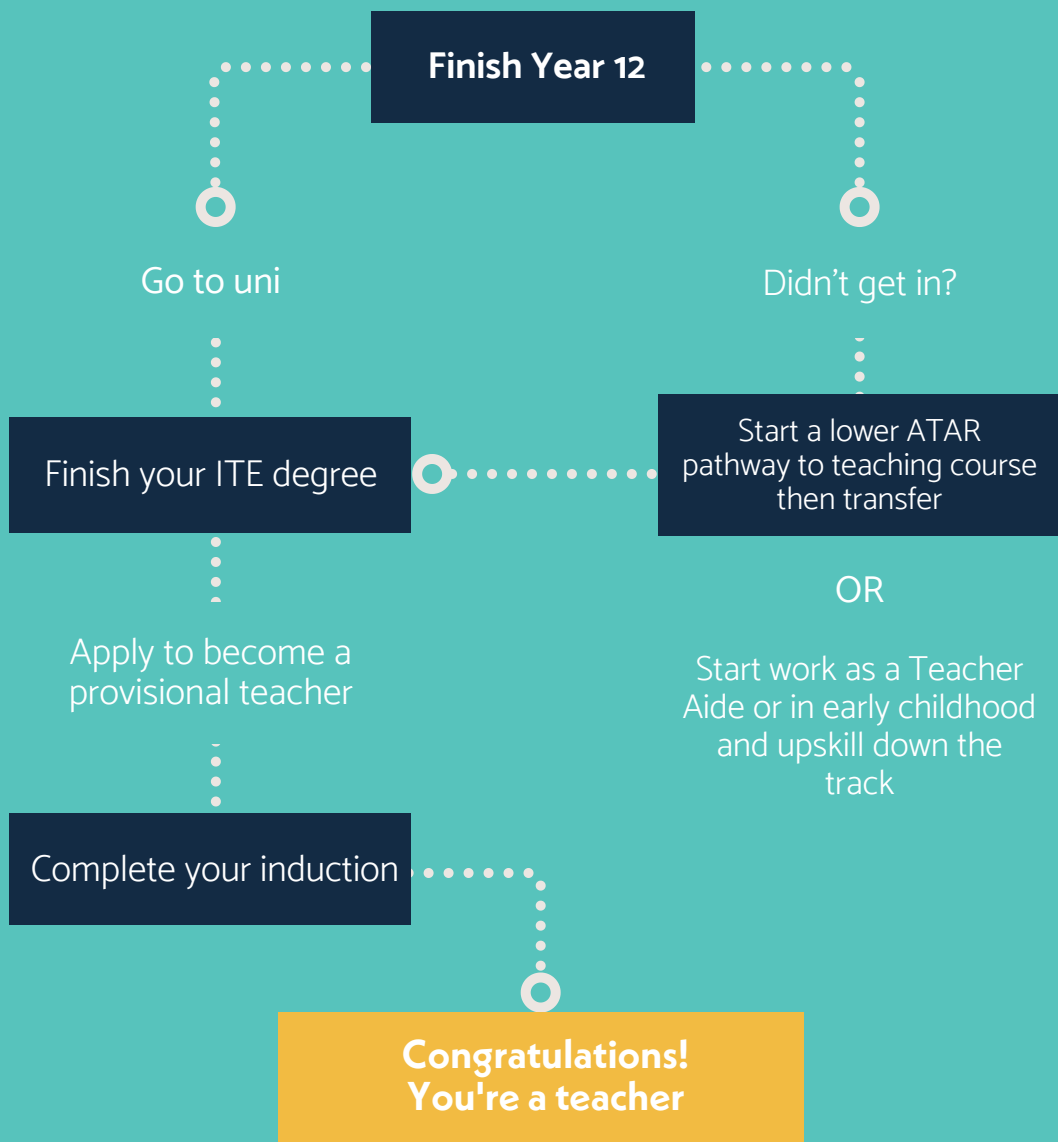 Finish Year 12
Go to uni
Didn't get in?
Finish your ITE degree
Start a lower ATAR
pathway to teaching course
then transfer
OR
Apply to become a
provisional teacher
Start work as a Teacher
Aide or in early childhood
and upskill down the
track
Complete your induction
Congratulations!
You're a teacher